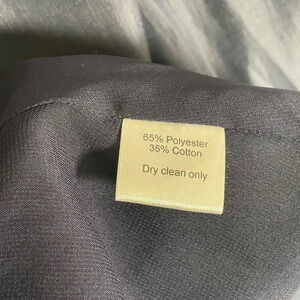 65% Polyester
35% Cotton
Dry clean only